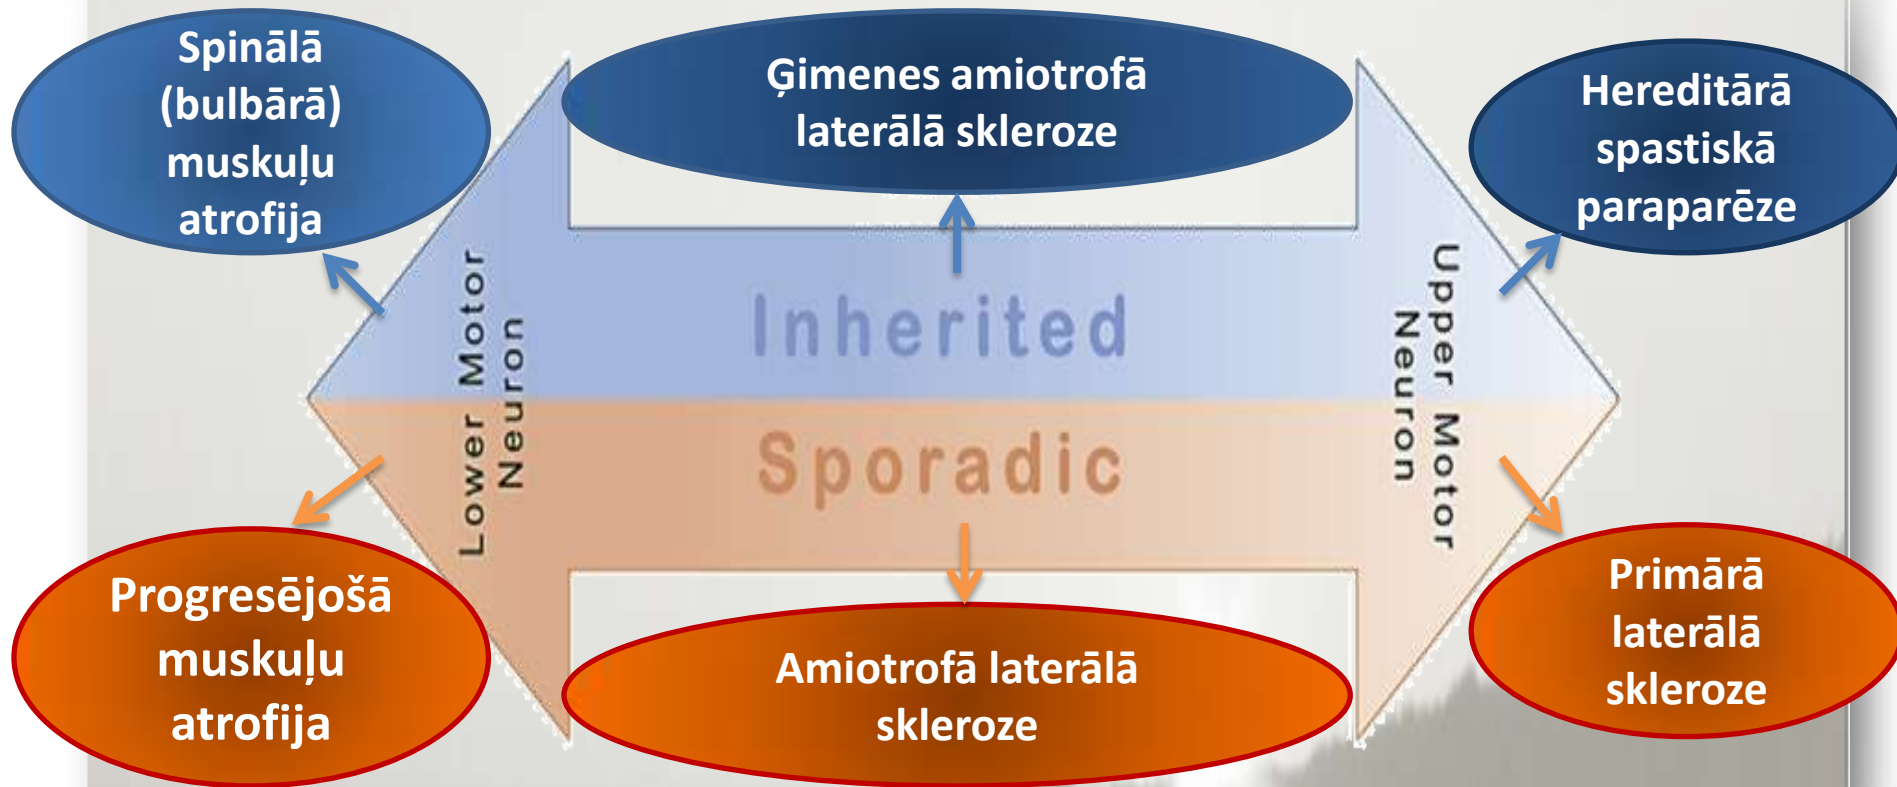 Spinālā
(bulbārā)
muskuļu
atrofija
Ģimenes amiotrofā
laterālā skleroze
Hereditārā
spastiskā
paraparēze
Lower Motor
Neuron
Inherited
Sporadic
Upper Motor
Neuron
Progresējošā
muskuļu
atrofija
Amiotrofā laterālā
skleroze
Primārā
laterālā
skleroze